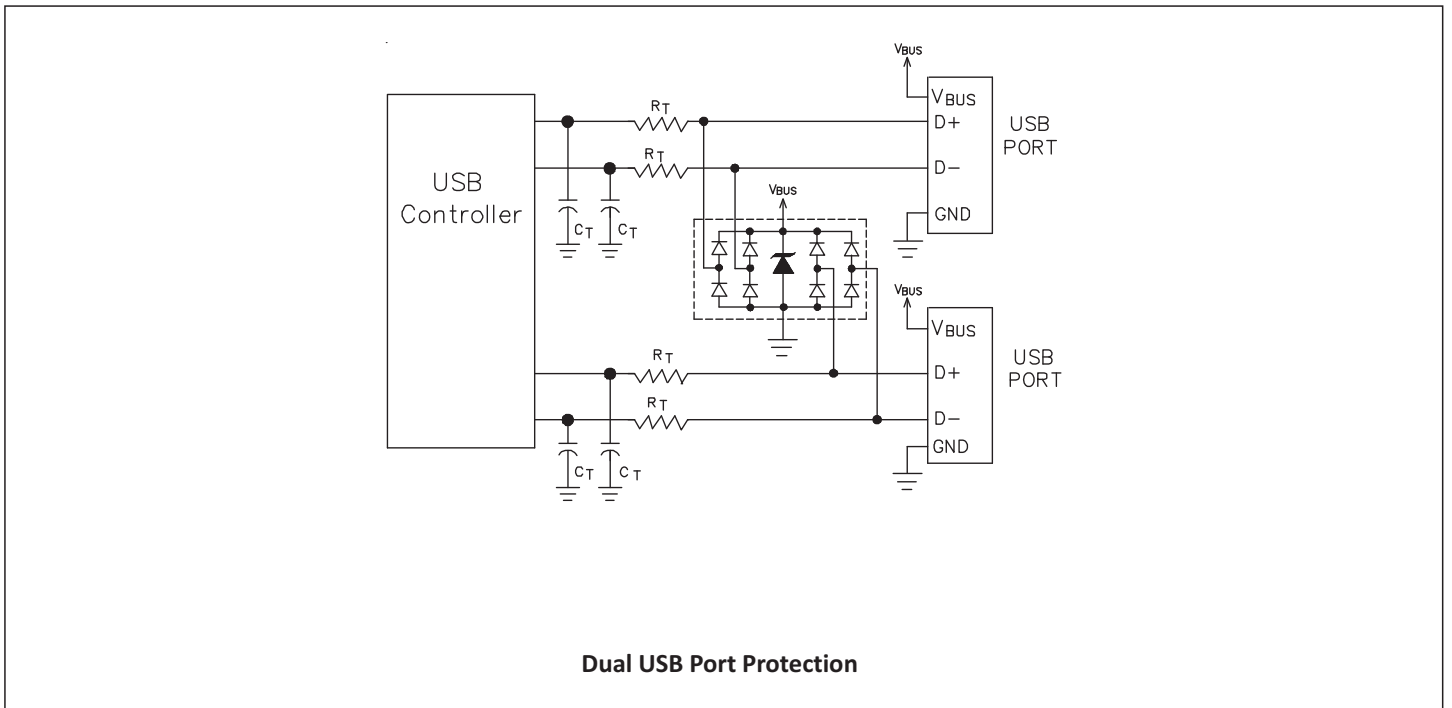 VBUS
VBUS
D+
D-
GND
USB
PORT
RT
RT
USB
Controller
CT
CT
VBUS
VBUS
VBUS
D+
D-
GND
USB
PORT
RT
RT
CT
CT
Dual USB Port Protection